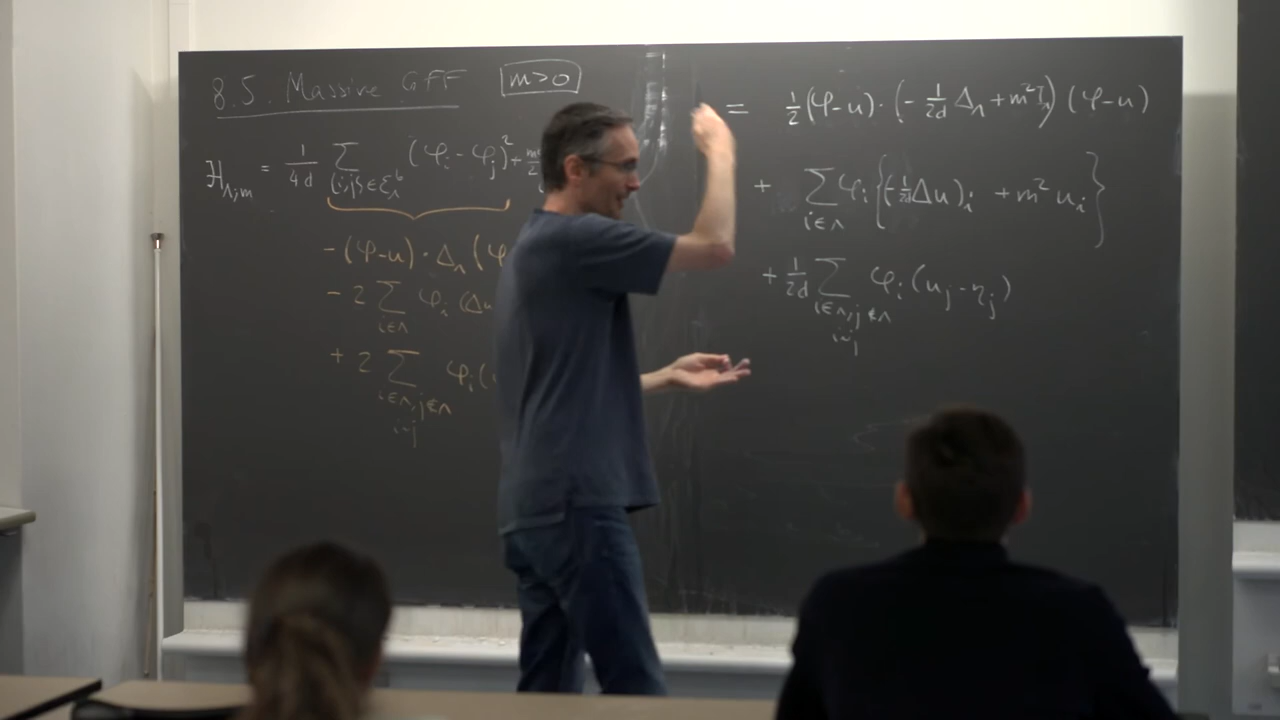 8.5. Massive GFF m>0
ℋ_{Λ;m} = 1/4d ∑_{{i,j}∈ℰ_Λ^b} (φ_i - φ_j)² + m²/2
-(φ-u)·Δ_Λ(φ
- 2 ∑_{i∈Λ} φ_i (Δu
+ 2 ∑_{i∈Λ, j∉Λ i~j} φ_i(
= ½(φ-u)·(-1/2d Δ_Λ + m² 1_Λ)(φ-u)
+ ∑_{i∈Λ} φ_i {(-1/2d Δu)_i + m² u_i}
+ 1/2d ∑_{i∈Λ, j∉Λ i~j} φ_i(u_j - η_j)